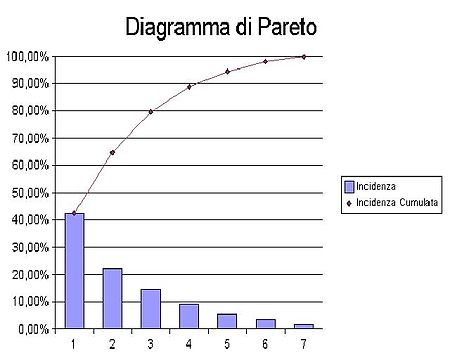 Diagramma di Pareto
100,00%
90,00%
80,00%
70,00%
60,00%
50,00%
40,00%
30,00%
20,00%
10,00%
0,00%
1 2 3 4 5 6 7
Incidenza
Incidenza Cumulata